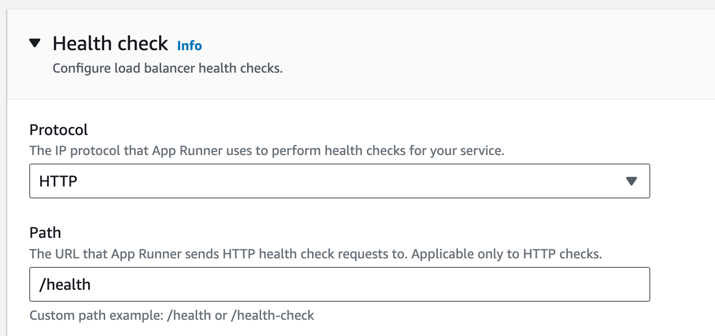 Health check Info
Configure load balancer health checks.
Protocol
The IP protocol that App Runner uses to perform health checks for your service.
HTTP
Path
The URL that App Runner sends HTTP health check requests to. Applicable only to HTTP checks.
/health
Custom path example: /health or /health-check